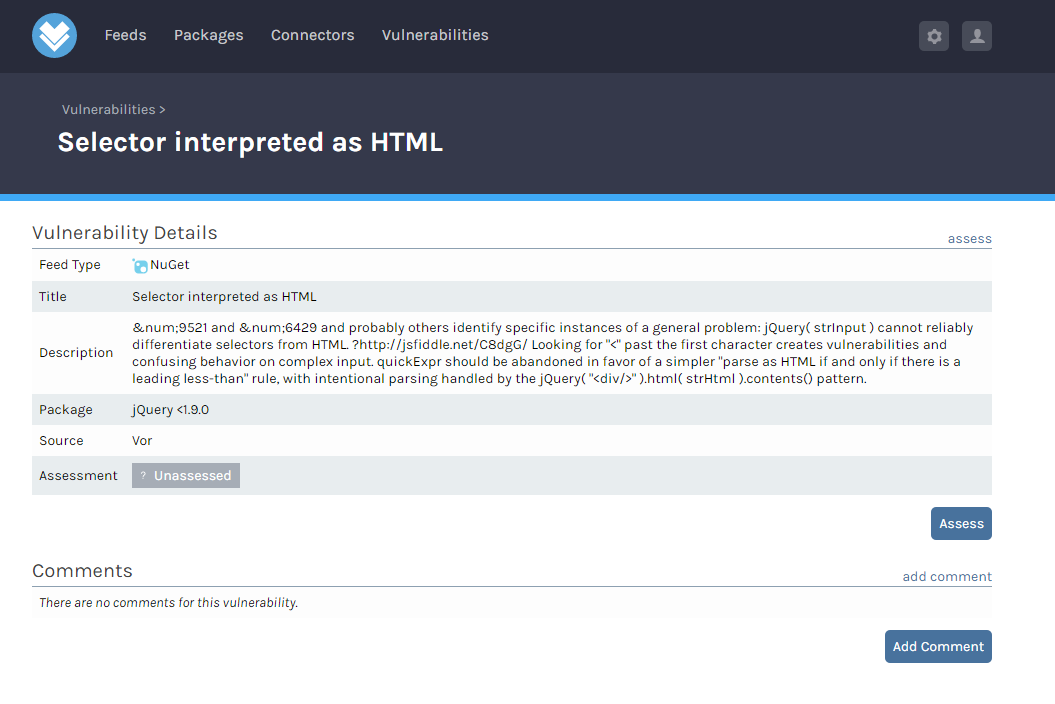 Feeds Packages Connectors Vulnerabilities
Vulnerabilities >
Selector interpreted as HTML
Vulnerability Details
assess
Feed Type NuGet
Title Selector interpreted as HTML
Description
&num;9521 and &num;6429 and probably others identify specific instances of a general problem: jQuery( strInput ) cannot reliably
differentiate selectors from HTML. ?http://jsfiddle.net/C8dgG/ Looking for "<" past the first character creates vulnerabilities and
confusing behavior on complex input. quickExpr should be abandoned in favor of a simpler "parse as HTML if and only if there is a
leading less-than" rule, with intentional parsing handled by the jQuery( "<div/>" ).html( strHtml ).contents() pattern.
Package jQuery <1.9.0
Source Vor
Assessment ? Unassessed
Assess
Comments
add comment
There are no comments for this vulnerability.
Add Comment